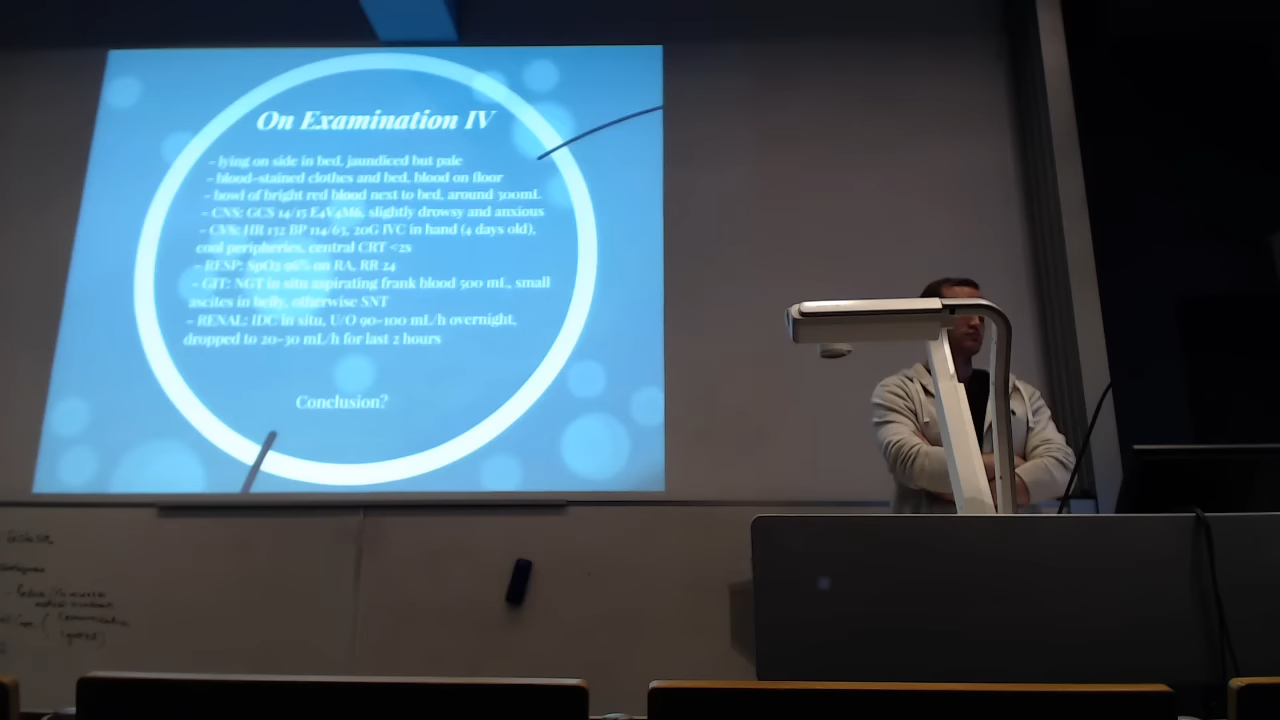 On Examination IV
- lying on side in bed, jaundiced but pale
- blood-stained clothes and bed, blood on floor
- bowl of bright red blood next to bed, around 300mL
- CNS: GCS 14/15 E4V4M6, slightly drowsy and anxious
- CVS: HR 132 BP 114/63, 20G IVC in hand (4 days old),
cool peripheries, central CRT <2s
- RESP: SpO2 96% on RA, RR 24
- GIT: NGT in situ aspirating frank blood 500 mL, small
ascites in belly, otherwise SNT
- RENAL: IDC in situ, U/O 90-100 mL/h overnight,
dropped to 20-30 mL/h for last 2 hours
Conclusion?